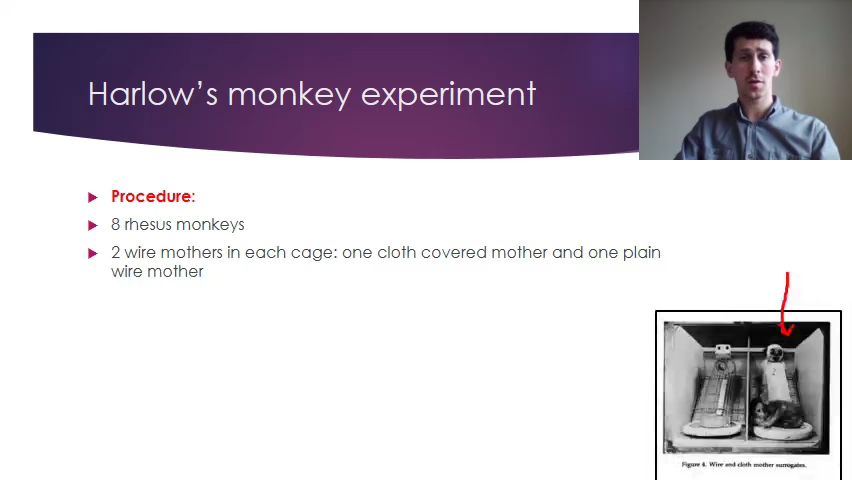 Harlow's monkey experiment
Procedure:
8 rhesus monkeys
2 wire mothers in each cage: one cloth covered mother and one plain
wire mother
Figure 4. Wire and cloth mother surrogates.